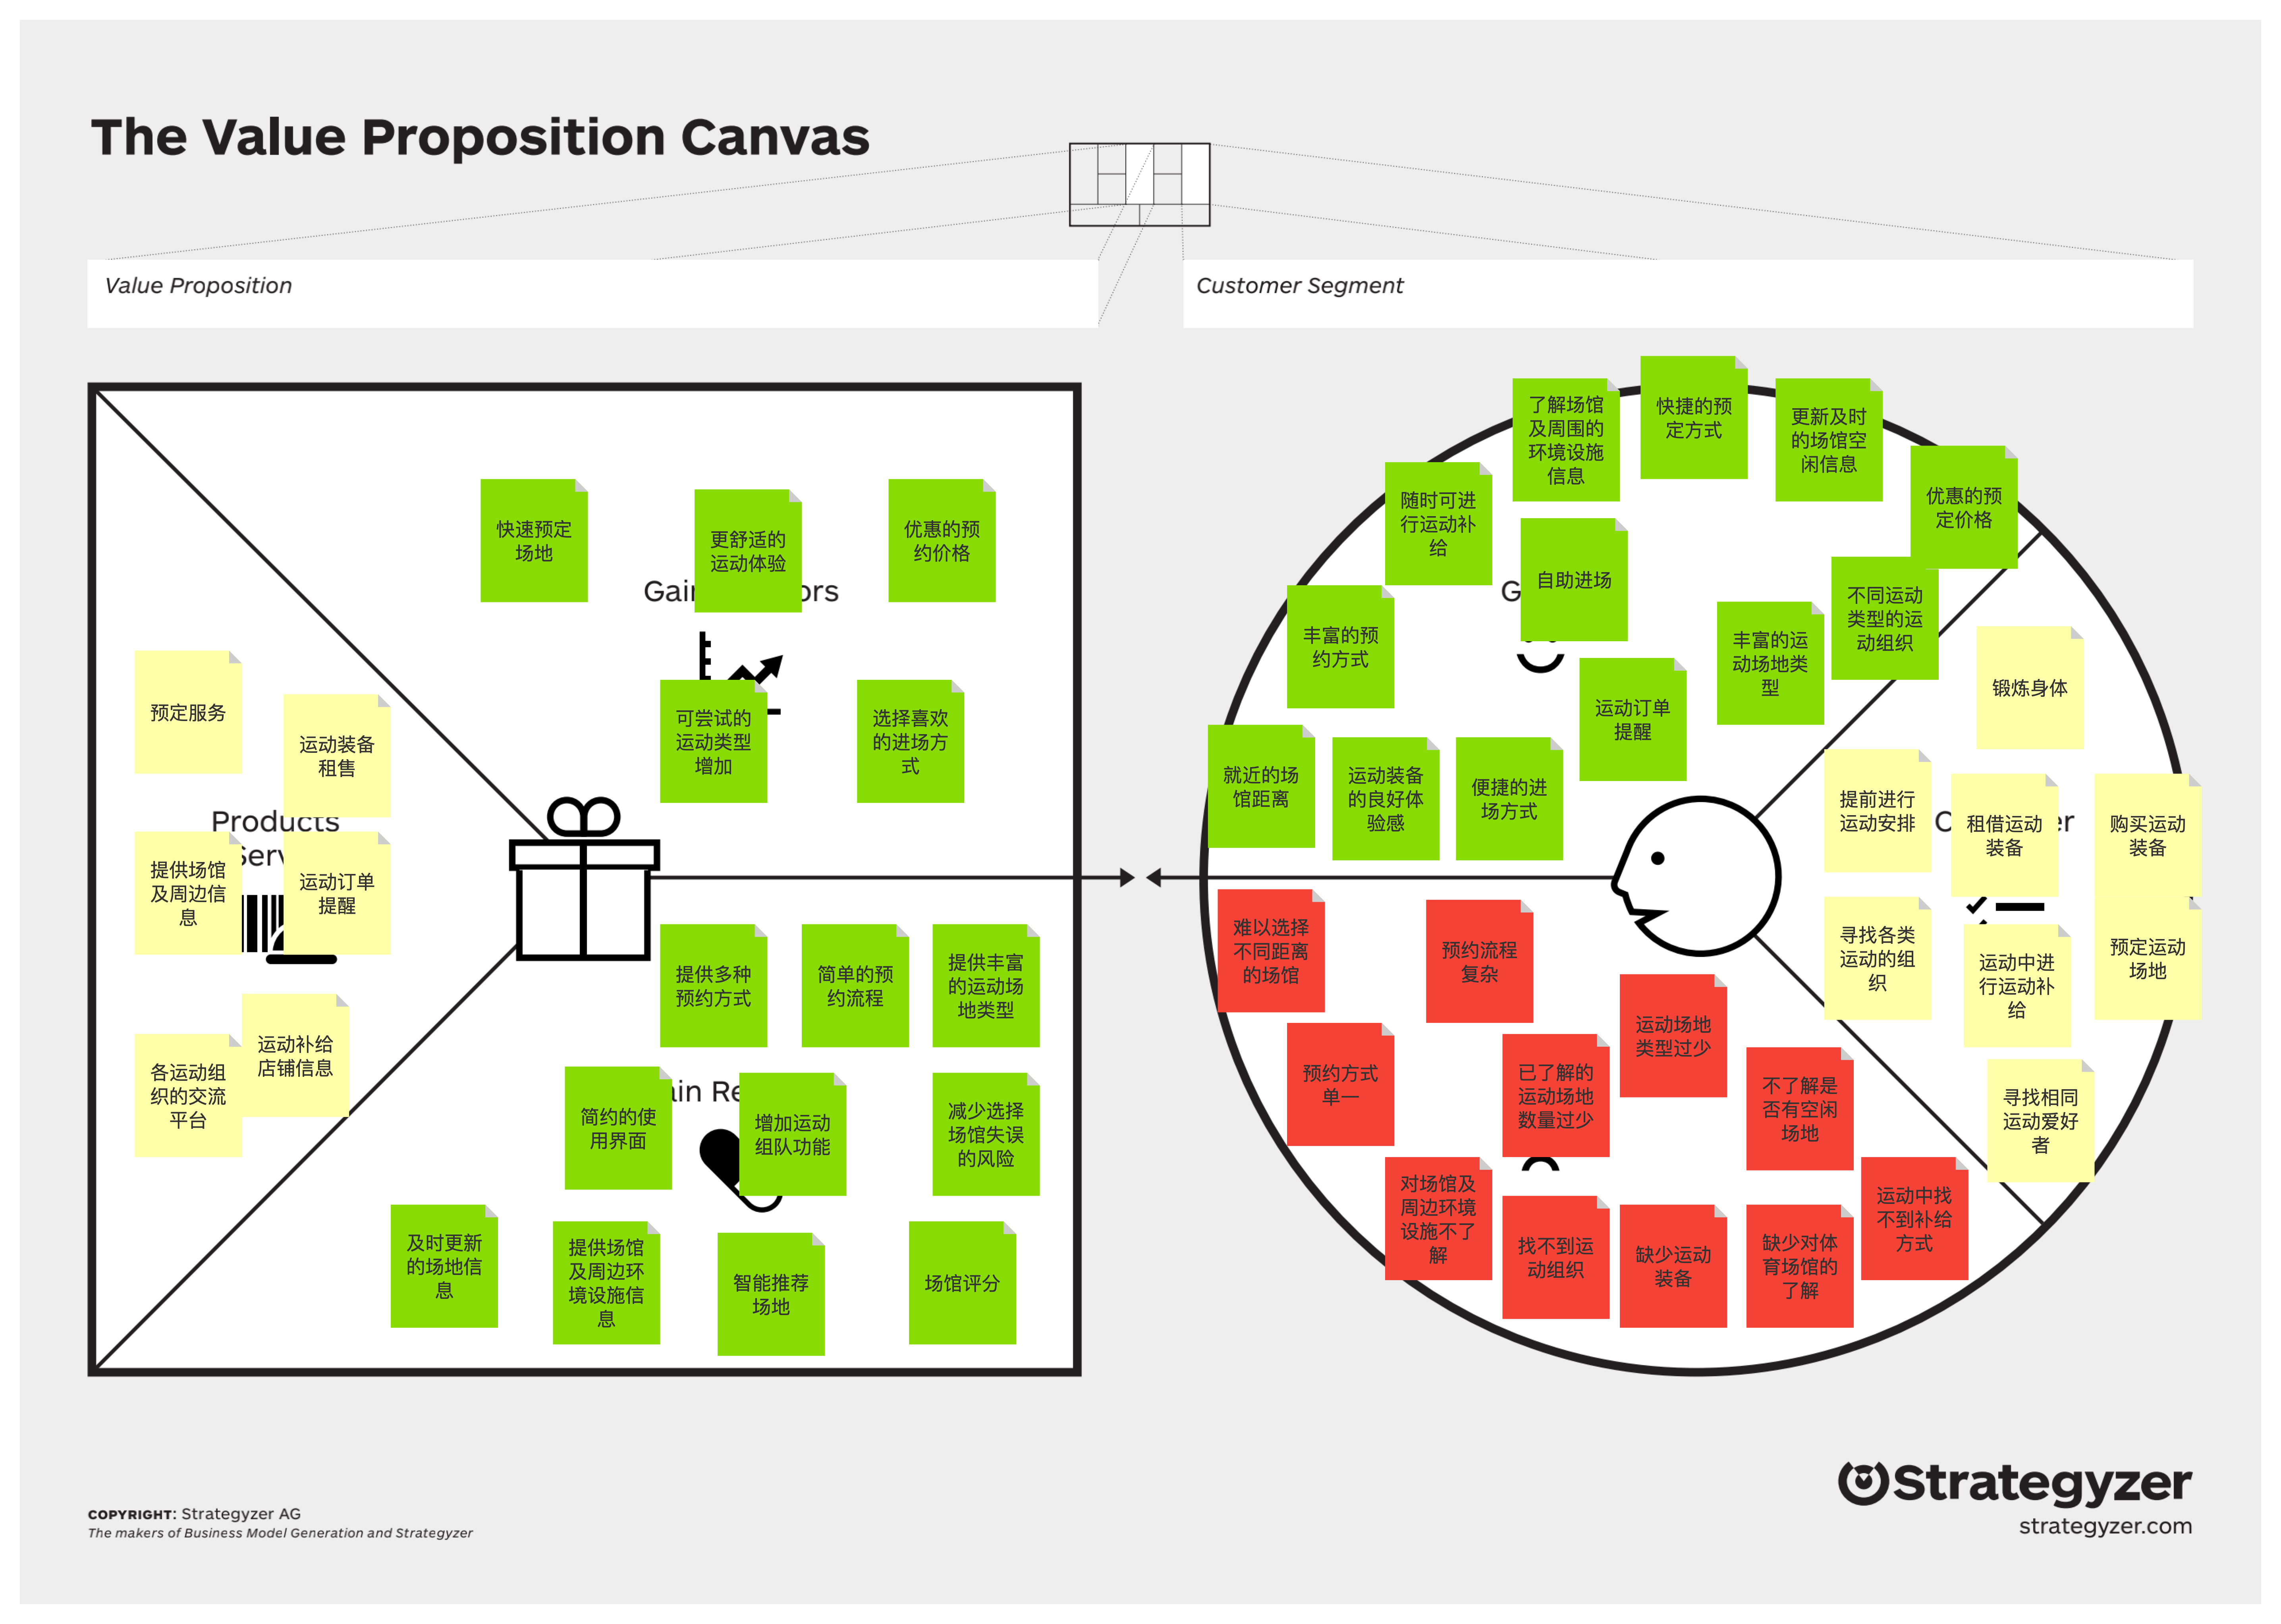 The Value Proposition Canvas
Value Proposition
Customer Segment
快速预定
场地
更舒适的
运动体验
优惠的预
约价格
可尝试的
运动类型
增加
选择喜欢
的进场方
式
预定服务
运动装备
租售
Products
提供场馆
及周边信
息
运动订单
提醒
各运动组
织的交流
平台
运动补给
店铺信息
提供多种
预约方式
简单的预
约流程
提供丰富
的运动场
地类型
简约的使
用界面
增加运动
组队功能
减少选择
场馆失误
的风险
及时更新
的场地信
息
提供场馆
及周边环
境设施信
息
智能推荐
场地
场馆评分
了解场馆
及周围的
环境设施
信息
快捷的预
定方式
更新及时
的场馆空
闲信息
优惠的预
定价格
随时可进
行运动补
给
自助进场
不同运动
类型的运
动组织
丰富的预
约方式
丰富的运
动场地类
型
运动订单
提醒
就近的场
馆距离
运动装备
的良好体
验感
便捷的进
场方式
锻炼身体
提前进行
运动安排
租借运动
装备
购买运动
装备
寻找各类
运动的组
织
运动中进
行运动补
给
预定运动
场地
寻找相同
运动爱好
者
难以选择
不同距离
的场馆
预约流程
复杂
运动场地
类型过少
预约方式
单一
已了解的
运动场地
数量过少
不了解是
否有空闲
场地
对场馆及
周边环境
设施不了
解
找不到运
动组织
缺少运动
装备
缺少对体
育场馆的
了解
运动中找
不到补给
方式
COPYRIGHT: Strategyzer AG
The makers of Business Model Generation and Strategyzer
Strategyzer
strategyzer.com